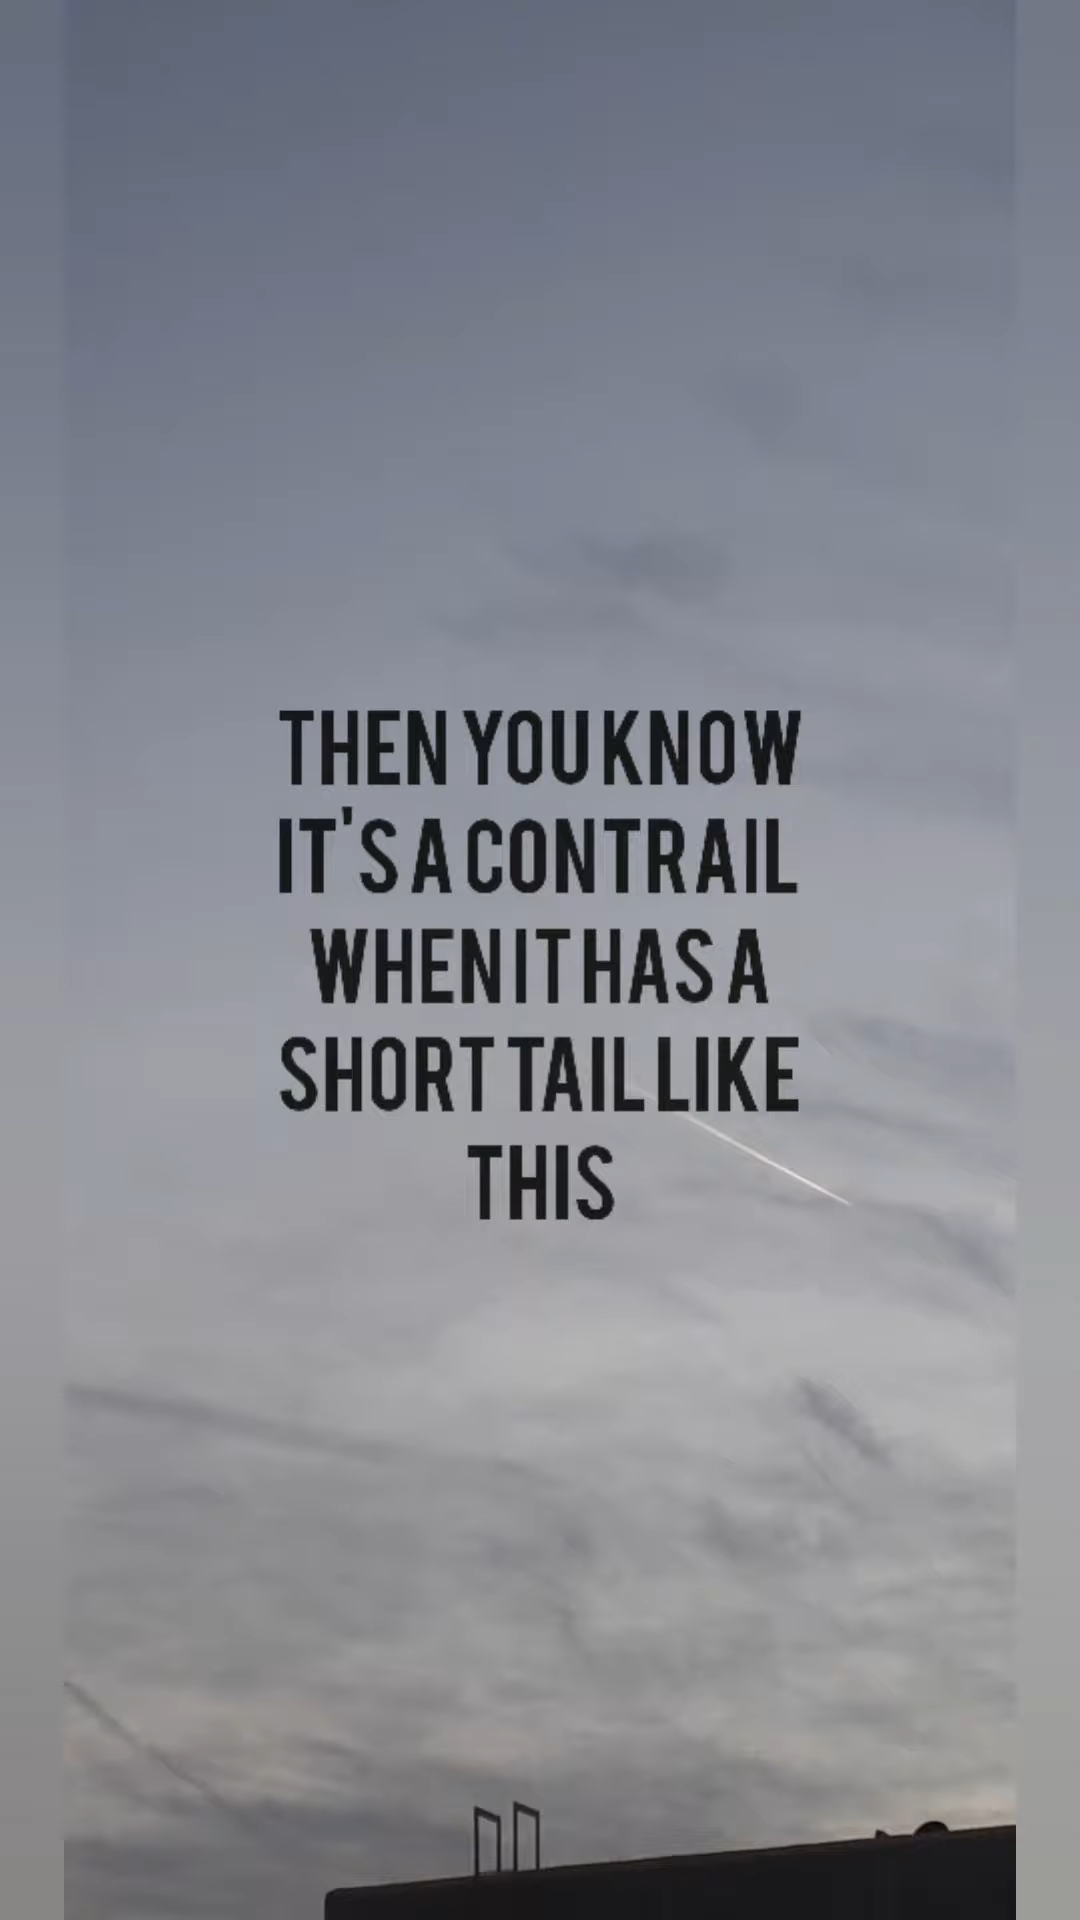 THEN YOU KNOW
IT'S A CONTRAIL
WHEN IT HAS A
SHORT TAIL LIKE
THIS